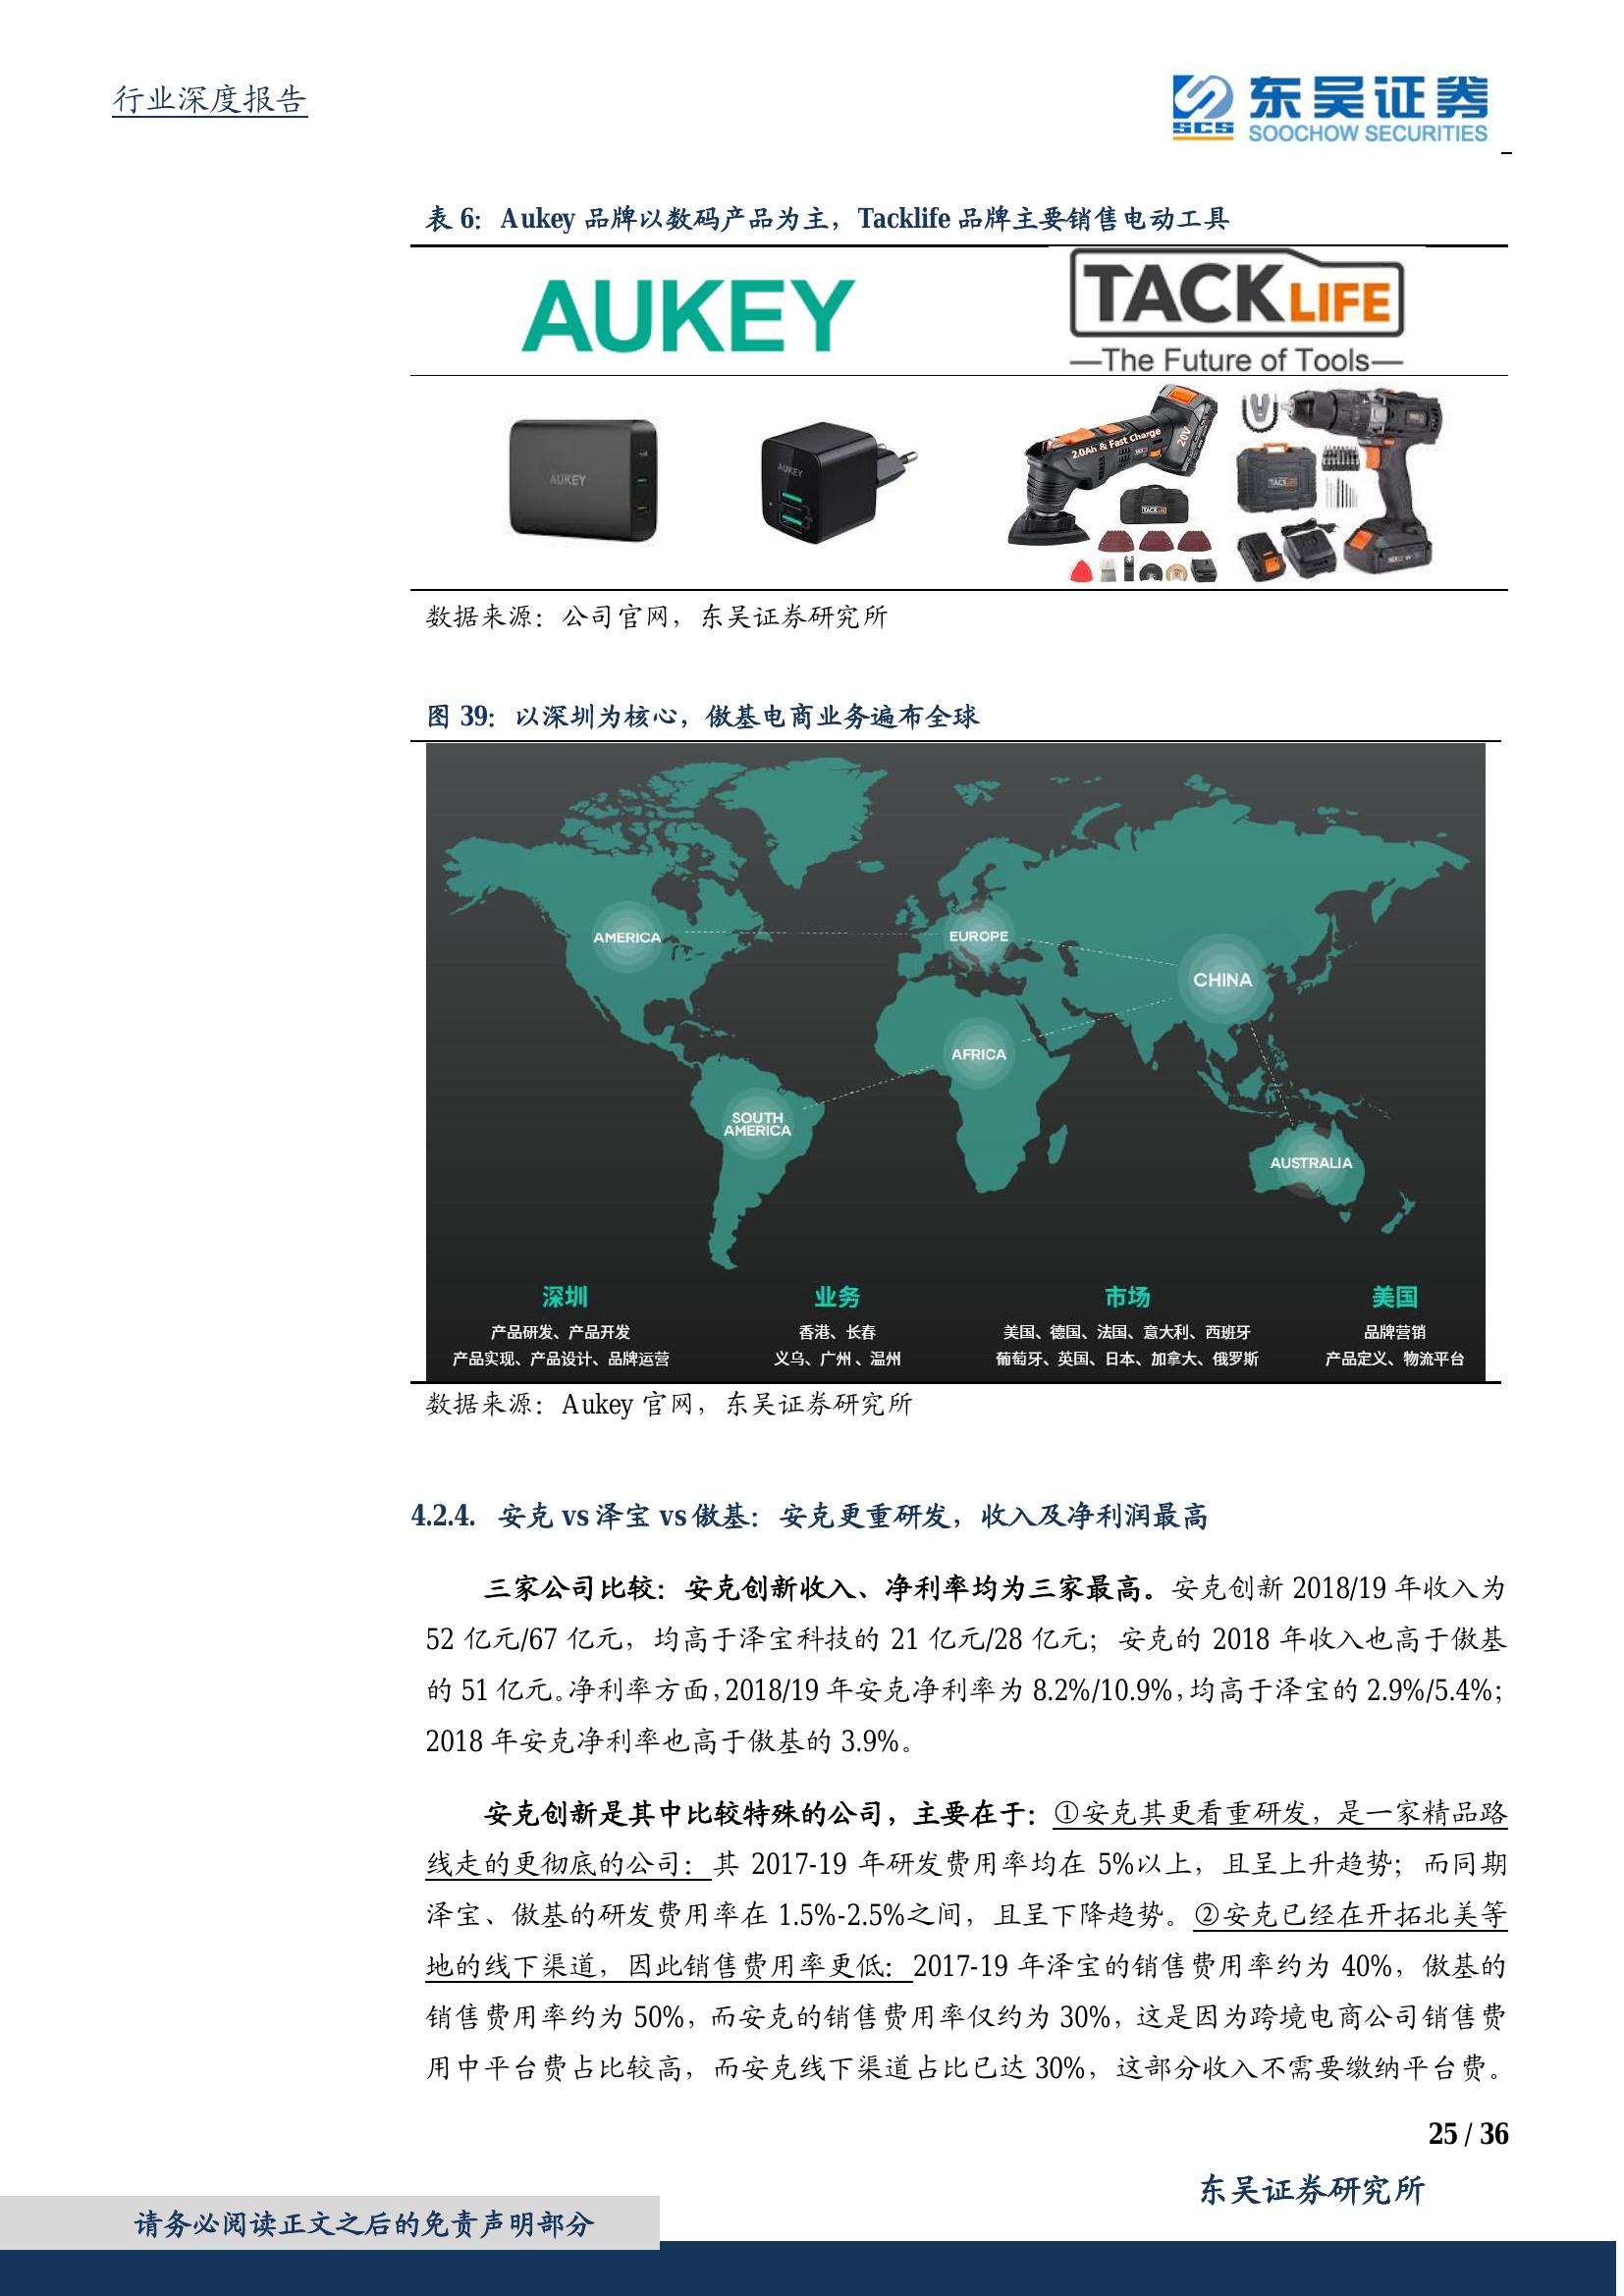 行业深度报告
SCS
东吴证券
SOOCHOW SECURITIES
表 6：Aukey 品牌以数码产品为主，Tacklife 品牌主要销售电动工具
AUKEY
TACKLIFE
—The Future of Tools—
AUKEY
AUKEY
2.0Ah & Fast Charge
20V
TACKLIFE
TACKLIFE
数据来源：公司官网，东吴证券研究所
图 39：以深圳为核心，傲基电商业务遍布全球
AMERICA
EUROPE
CHINA
AFRICA
SOUTH
AMERICA
AUSTRALIA
深圳
产品研发、产品开发
产品实现、产品设计、品牌运营
业务
香港、长春
义乌、广州、温州
市场
美国、德国、法国、意大利、西班牙
葡萄牙、英国、日本、加拿大、俄罗斯
美国
品牌营销
产品定义、物流平台
数据来源：Aukey 官网，东吴证券研究所
4.2.4. 安克 vs 泽宝 vs 傲基：安克更重研发，收入及净利润最高
三家公司比较：安克创新收入、净利率均为三家最高。安克创新 2018/19 年收入为
52 亿元/67 亿元，均高于泽宝科技的 21 亿元/28 亿元；安克的 2018 年收入也高于傲基
的 51 亿元。净利率方面，2018/19 年安克净利率为 8.2%/10.9%，均高于泽宝的 2.9%/5.4%；
2018 年安克净利率也高于傲基的 3.9%。
安克创新是其中比较特殊的公司，主要在于：①安克其更看重研发，是一家精品路
线走的更彻底的公司：其 2017-19 年研发费用率均在 5%以上，且呈上升趋势；而同期
泽宝、傲基的研发费用率在 1.5%-2.5%之间，且呈下降趋势。②安克已经在开拓北美等
地的线下渠道，因此销售费用率更低：2017-19 年泽宝的销售费用率约为 40%，傲基的
销售费用率约为 50%，而安克的销售费用率仅约为 30%，这是因为跨境电商公司销售费
用中平台费占比较高，而安克线下渠道占比已达 30%，这部分收入不需要缴纳平台费。
25 / 36
东吴证券研究所
请务必阅读正文之后的免责声明部分